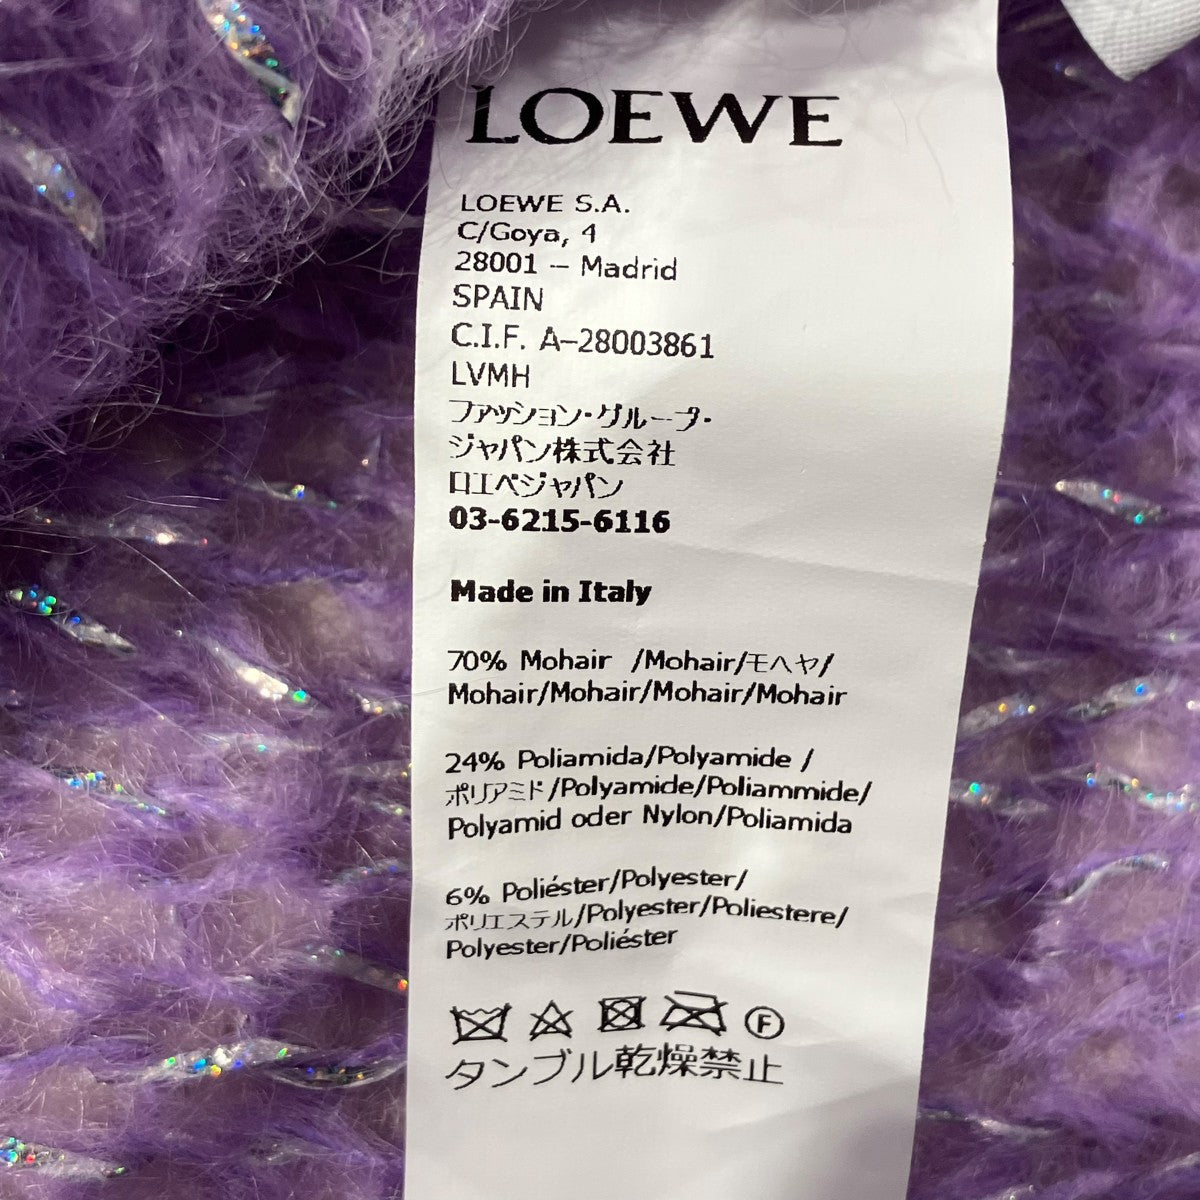 LOEWE
LOEWE S.A.
C/Goya, 4
28001 – Madrid
SPAIN
C.I.F. A–28003861
LVMH
ファッション・グループ・
ジャパン株式会社
ロエベジャパン
03-6215-6116
Made in Italy
70% Mohair /Mohair/モヘヤ/
Mohair/Mohair/Mohair/Mohair
24% Poliamida/Polyamide /
ポリアミド/Polyamide/Poliammide/
Polyamid oder Nylon/Poliamida
6% Poliéster/Polyester/
ポリエステル/Polyester/Poliestere/
Polyester/Poliéster
F
タンブル乾燥禁止